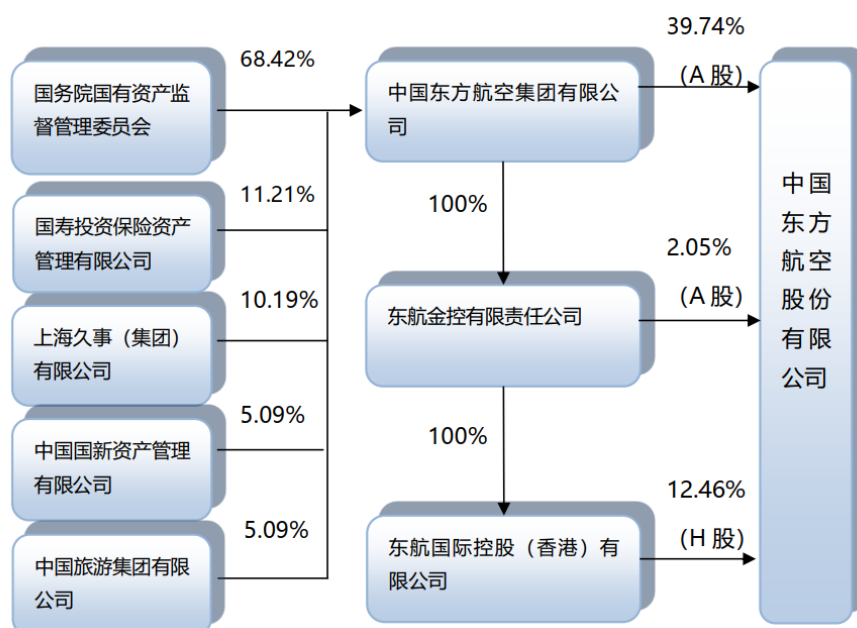 68.42%
国务院国有资产监
督管理委员会
11.21%
国寿投资保险资产
管理有限公司
10.19%
上海久事（集团）
有限公司
5.09%
中国国新资产管理
有限公司
5.09%
中国旅游集团有限
公司
中国东方航空集团有限公
司
100%
东航金控有限责任公司
100%
东航国际控股（香港）有
限公司
39.74%
(A 股)
2.05%
(A 股)
12.46%
(H 股)
中国
东方
航空
股份
有限
公司